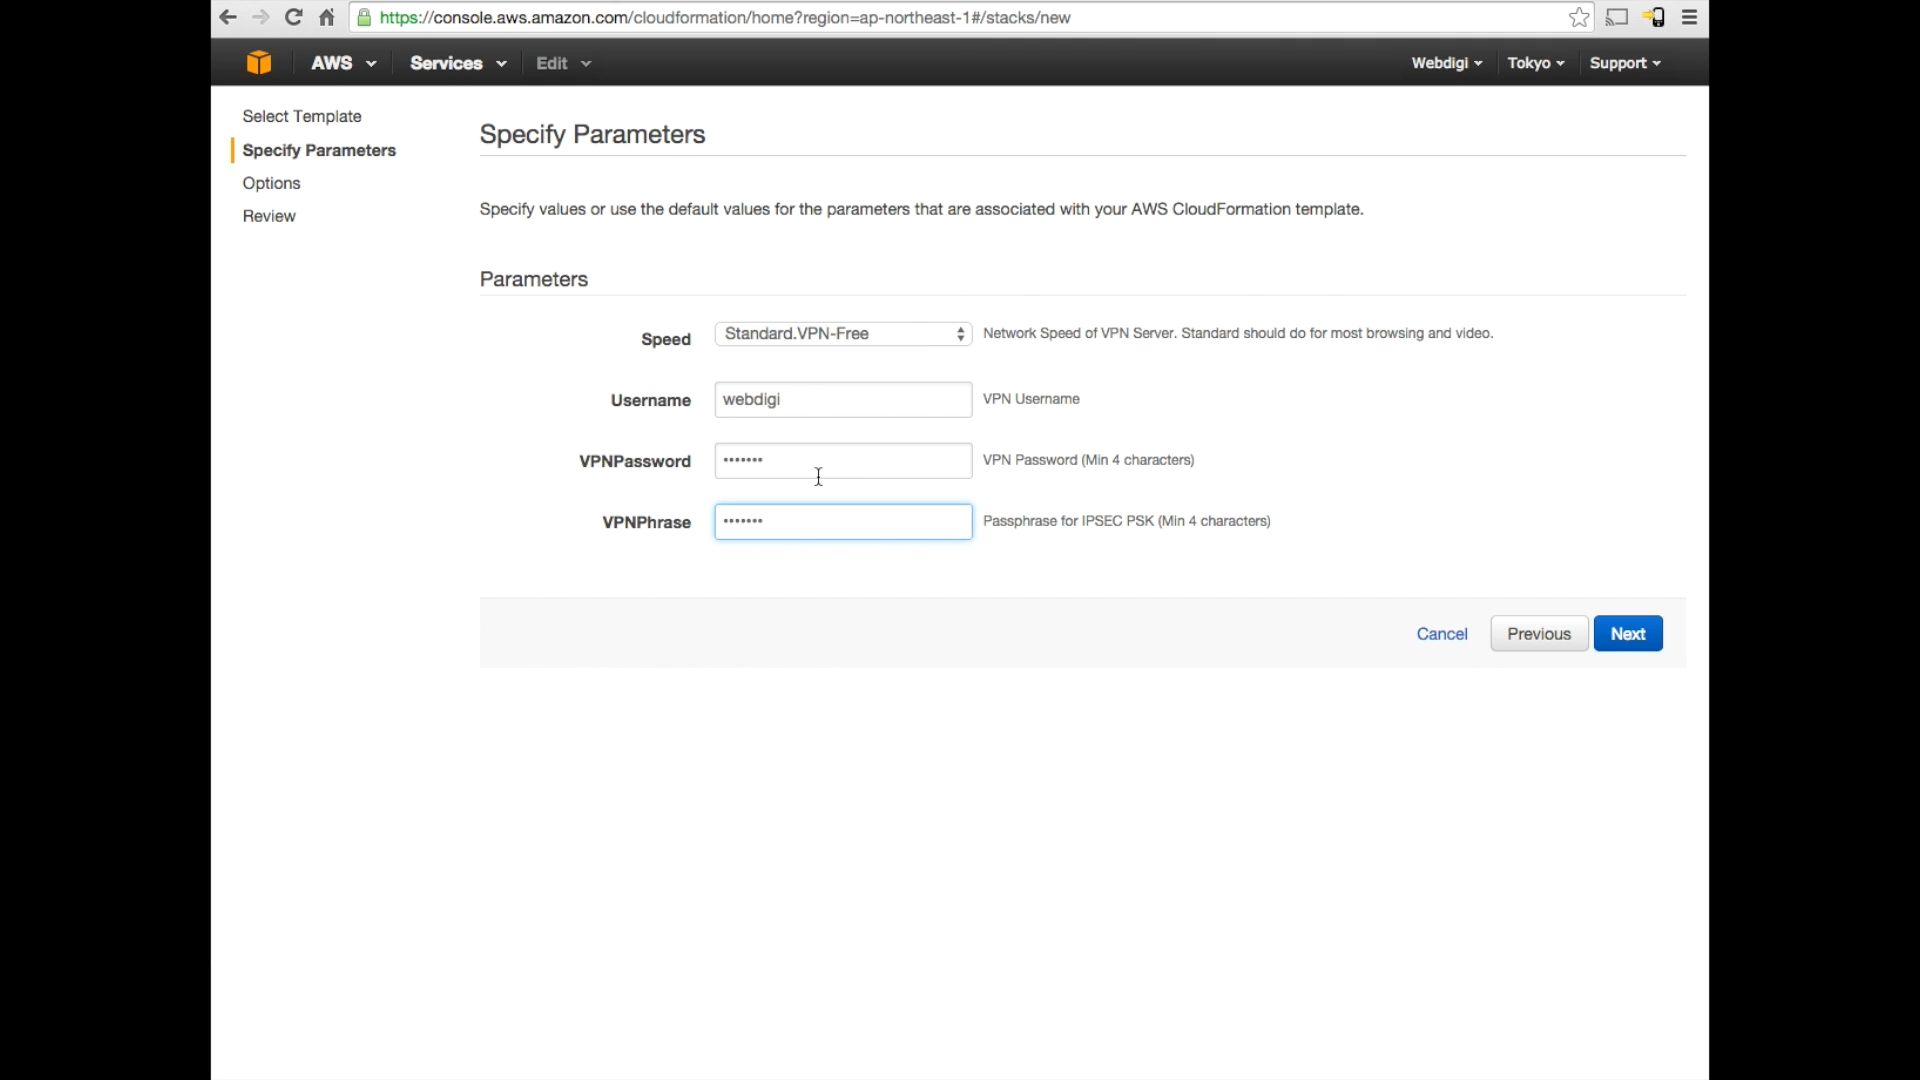 https://console.aws.amazon.com/cloudformation/home?region=ap-northeast-1#/stacks/new
AWS Services Edit Webdigi Tokyo Support
Select Template
Specify Parameters
Options
Review
Specify Parameters
Specify values or use the default values for the parameters that are associated with your AWS CloudFormation template.
Parameters
Speed Standard.VPN-Free Network Speed of VPN Server. Standard should do for most browsing and video.
Username webdigi VPN Username
VPNPassword ••••••• VPN Password (Min 4 characters)
VPNPhrase ••••••• Passphrase for IPSEC PSK (Min 4 characters)
Cancel Previous Next